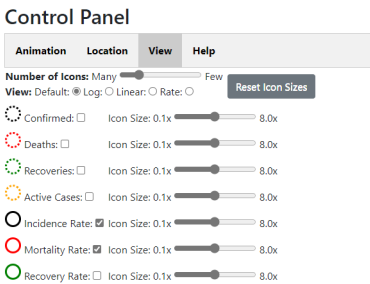 Control Panel
Animation Location View Help
Number of Icons: Many Few
Reset Icon Sizes
View: Default: Log: Linear: Rate:
Confirmed: Icon Size: 0.1x 8.0x
Deaths: Icon Size: 0.1x 8.0x
Recoveries: Icon Size: 0.1x 8.0x
Active Cases: Icon Size: 0.1x 8.0x
Incidence Rate: Icon Size: 0.1x 8.0x
Mortality Rate: Icon Size: 0.1x 8.0x
Recovery Rate: Icon Size: 0.1x 8.0x